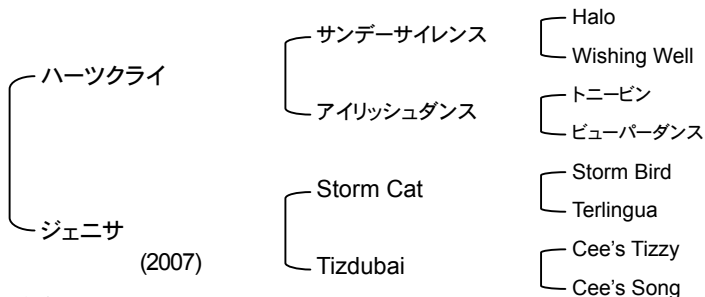 Halo
サンデーサイレンス
Wishing Well
ハーツクライ
トニービン
アイリッシュダンス
ビューパーダンス
Storm Bird
Storm Cat
Terlingua
ジェニサ
Cee's Tizzy
(2007)
Tizdubai
Cee's Song